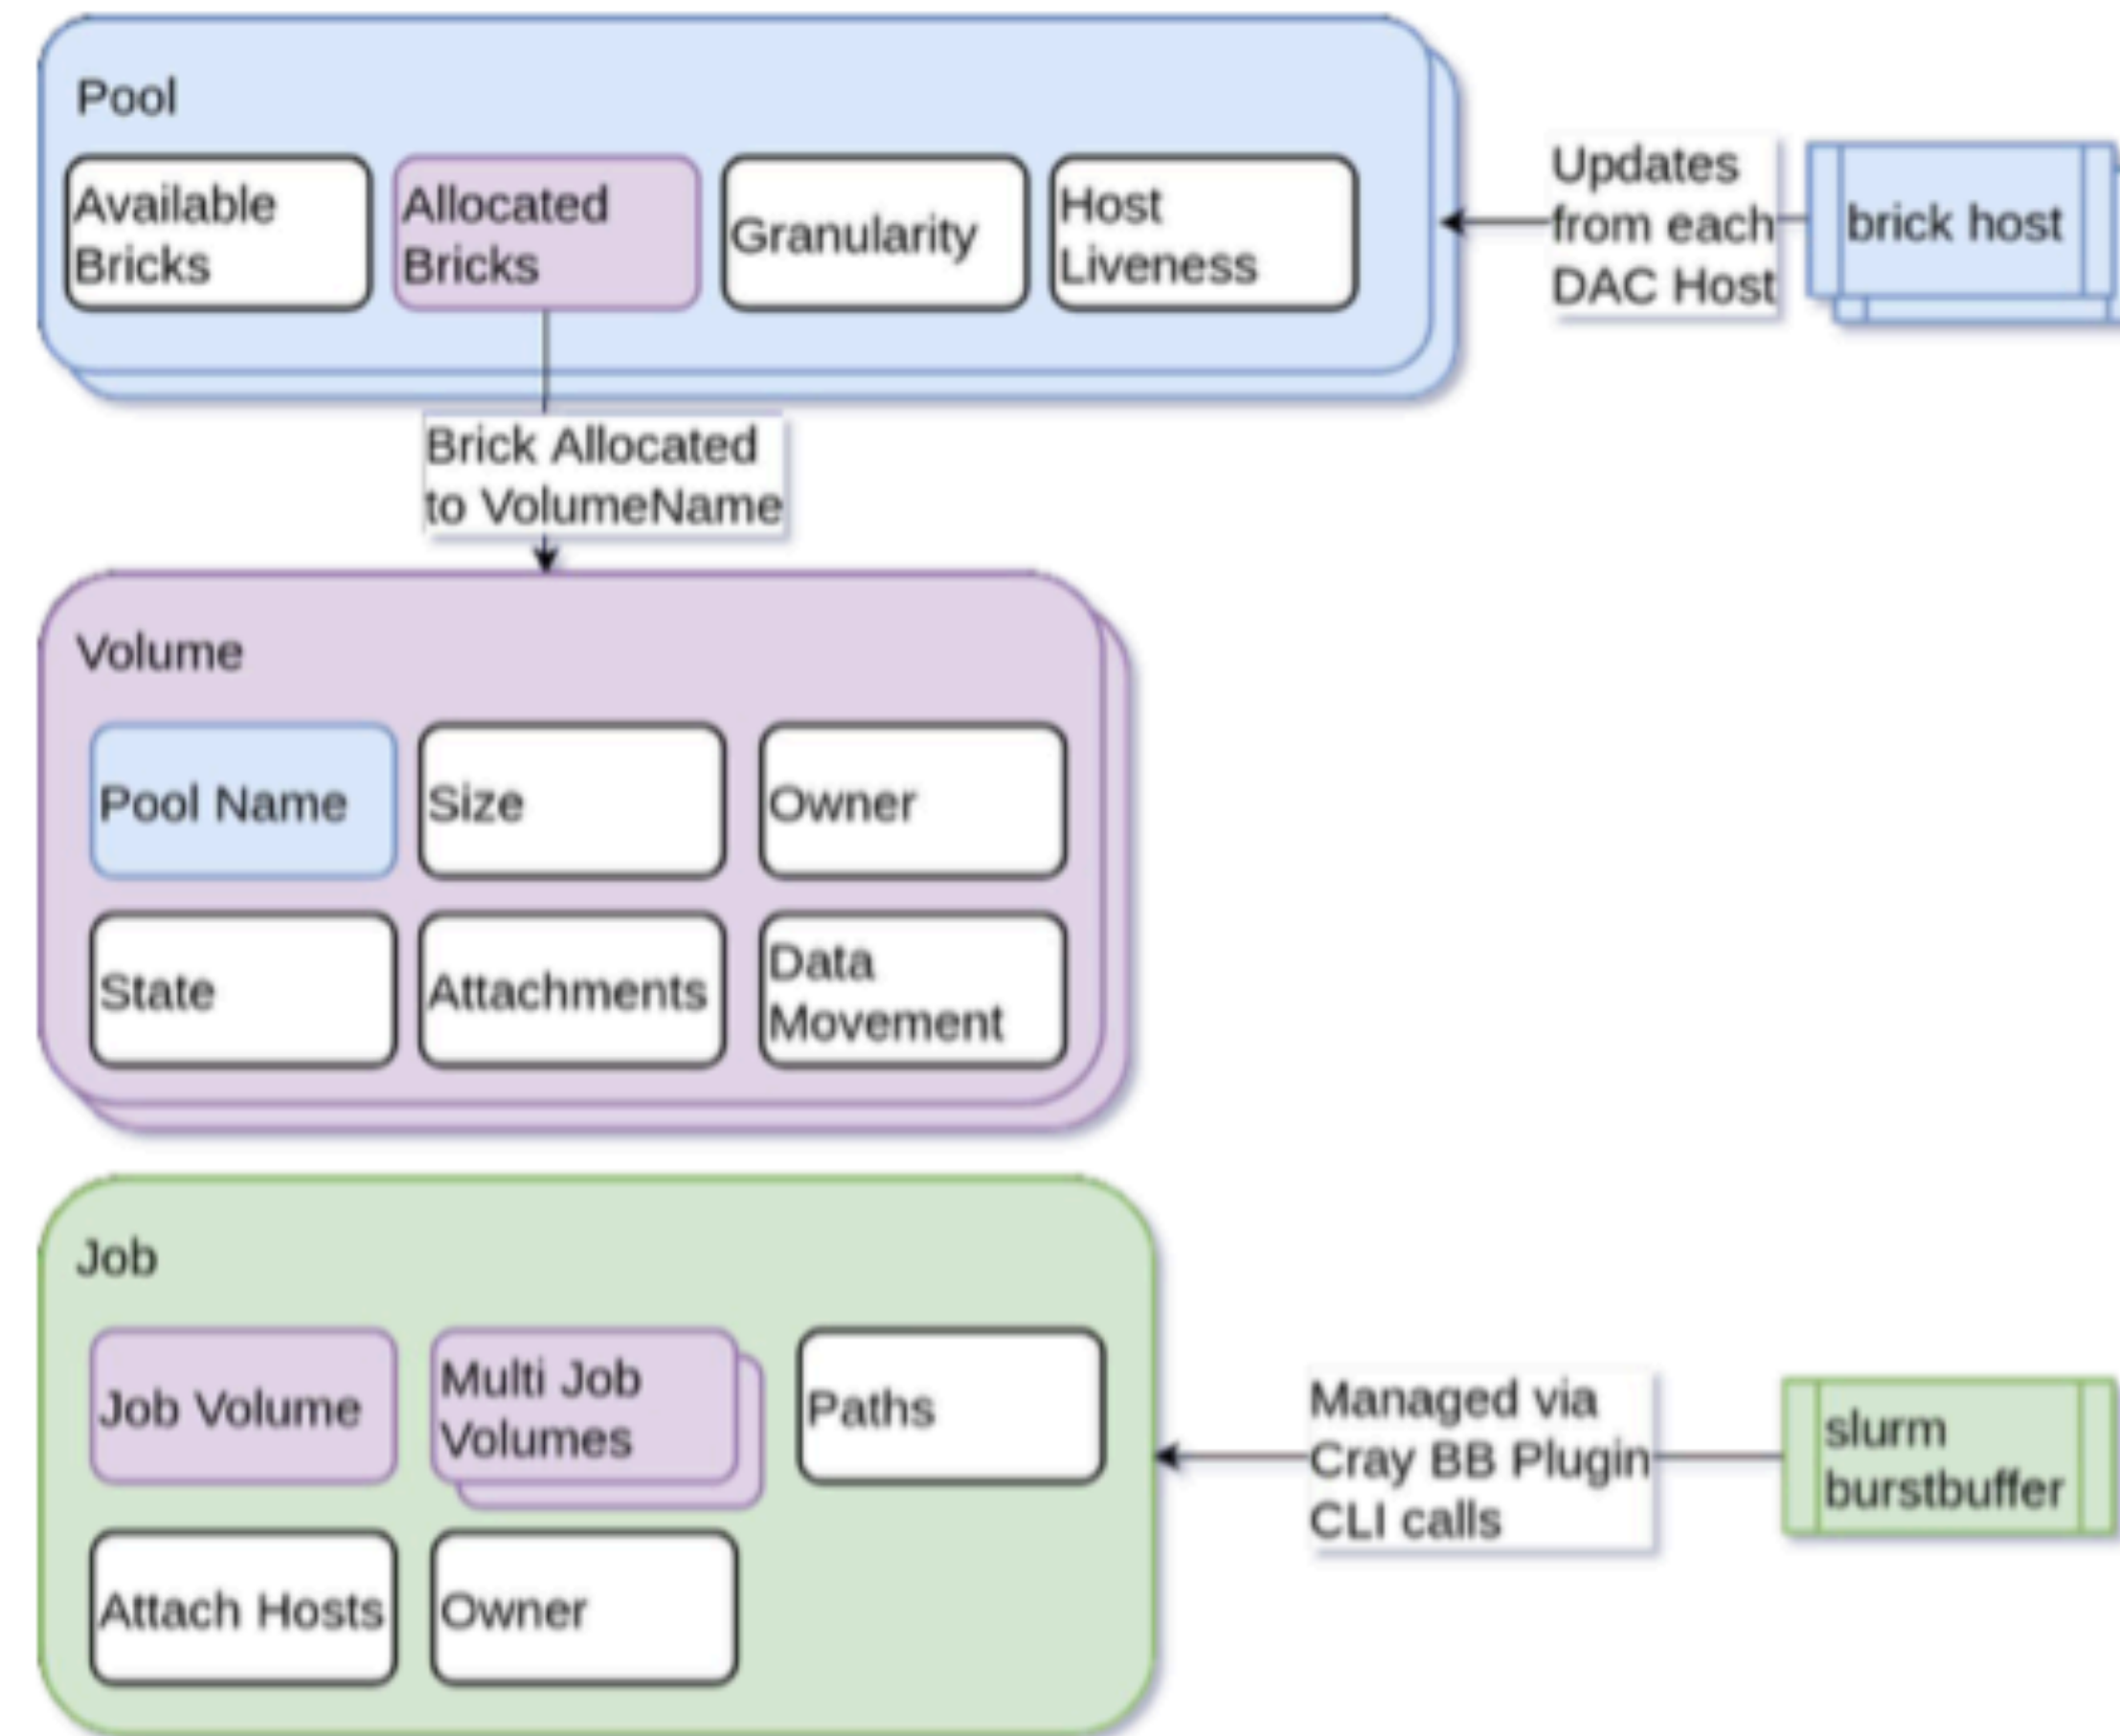 Pool
Available
Bricks
Allocated
Bricks
Granularity
Host
Liveness
Updates
from each
DAC Host
brick host
Brick Allocated
to VolumeName
Volume
Pool Name
Size
Owner
State
Attachments
Data
Movement
Job
Job Volume
Multi Job
Volumes
Paths
Attach Hosts
Owner
Managed via
Cray BB Plugin
CLI calls
slurm
burstbuffer